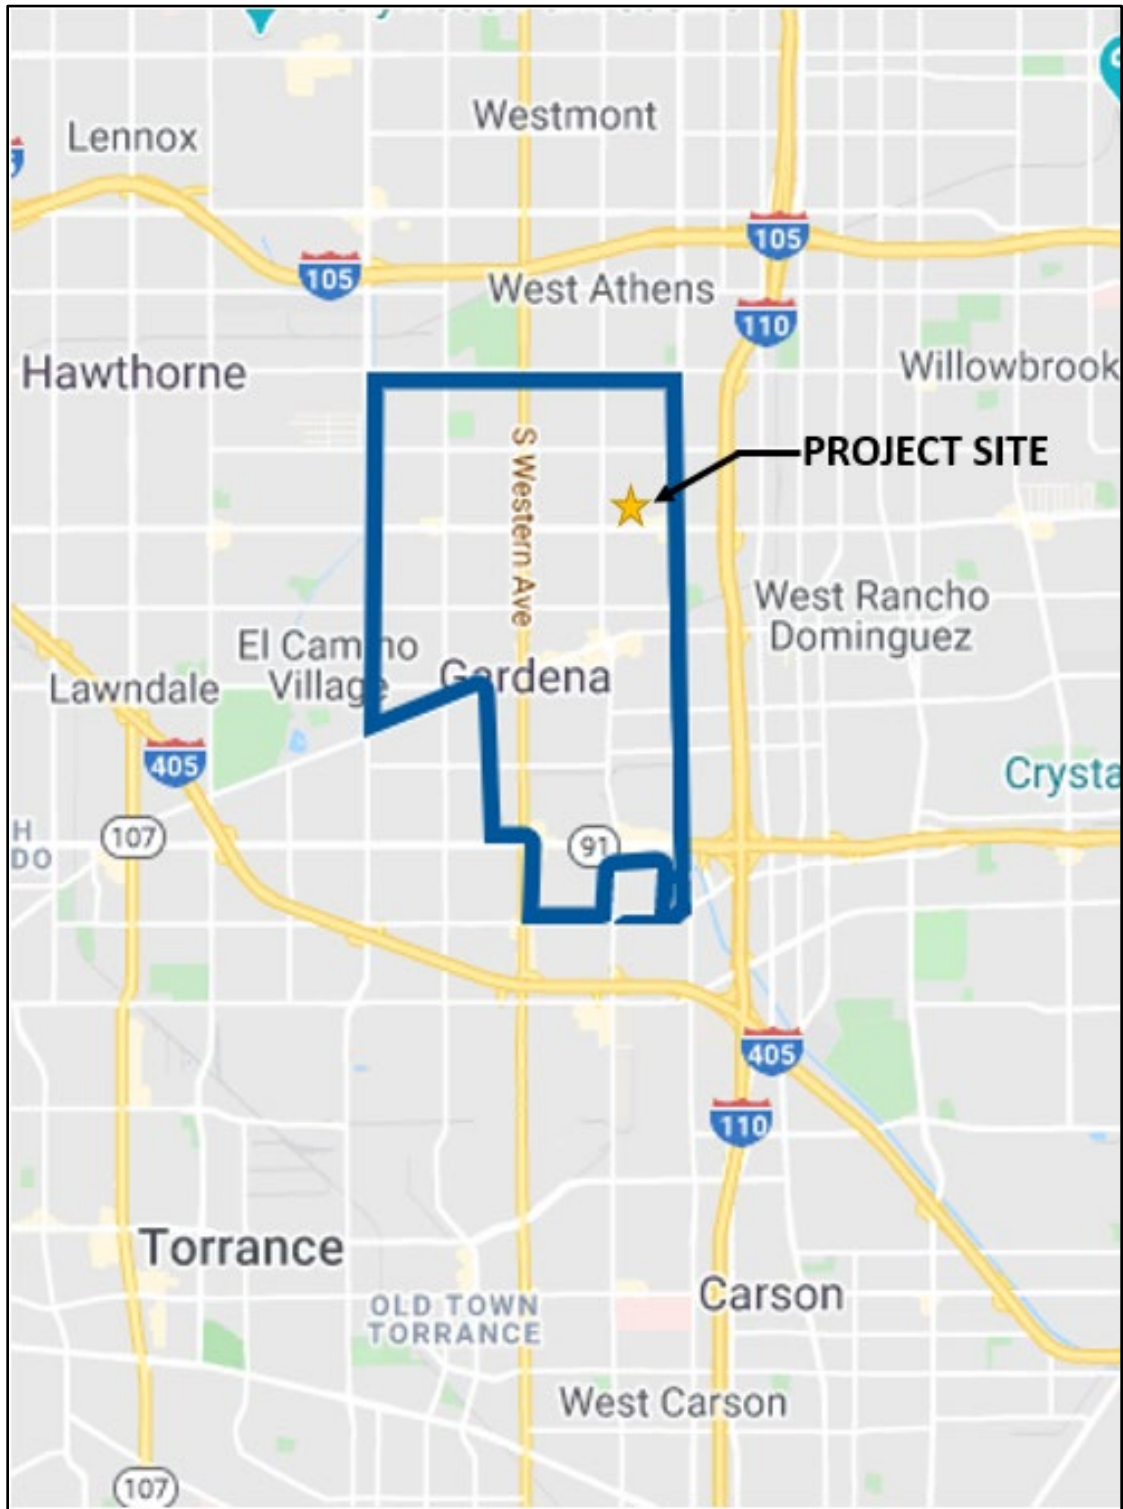 Westmont
Lennox
105
105
West Athens
110
Hawthorne
Willowbrook
S Western Ave
PROJECT SITE
West Rancho
Dominguez
El Camino
Village
Gardena
Lawndale
405
Crysta
107
H
DO
91
405
110
Torrance
Carson
OLD TOWN
TORRANCE
West Carson
107